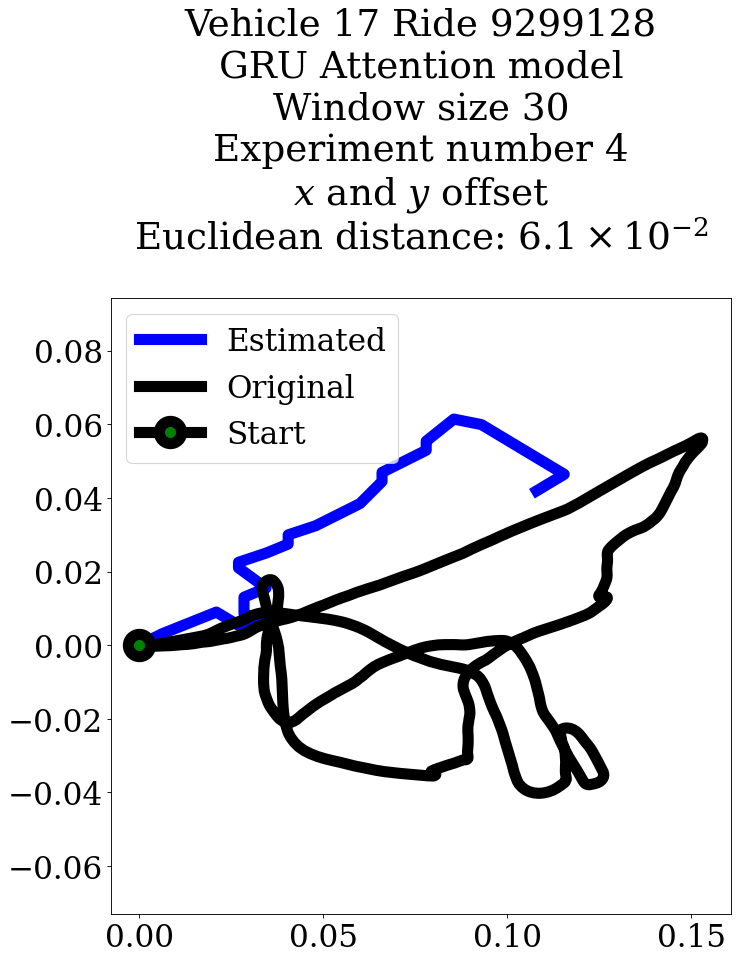 Vehicle 17 Ride 9299128
GRU Attention model
Window size 30
Experiment number 4
x and y offset
Euclidean distance: 6.1 × 10⁻²
Estimated
Original
Start
0.08
0.06
0.04
0.02
0.00
−0.02
−0.04
−0.06
0.00 0.05 0.10 0.15